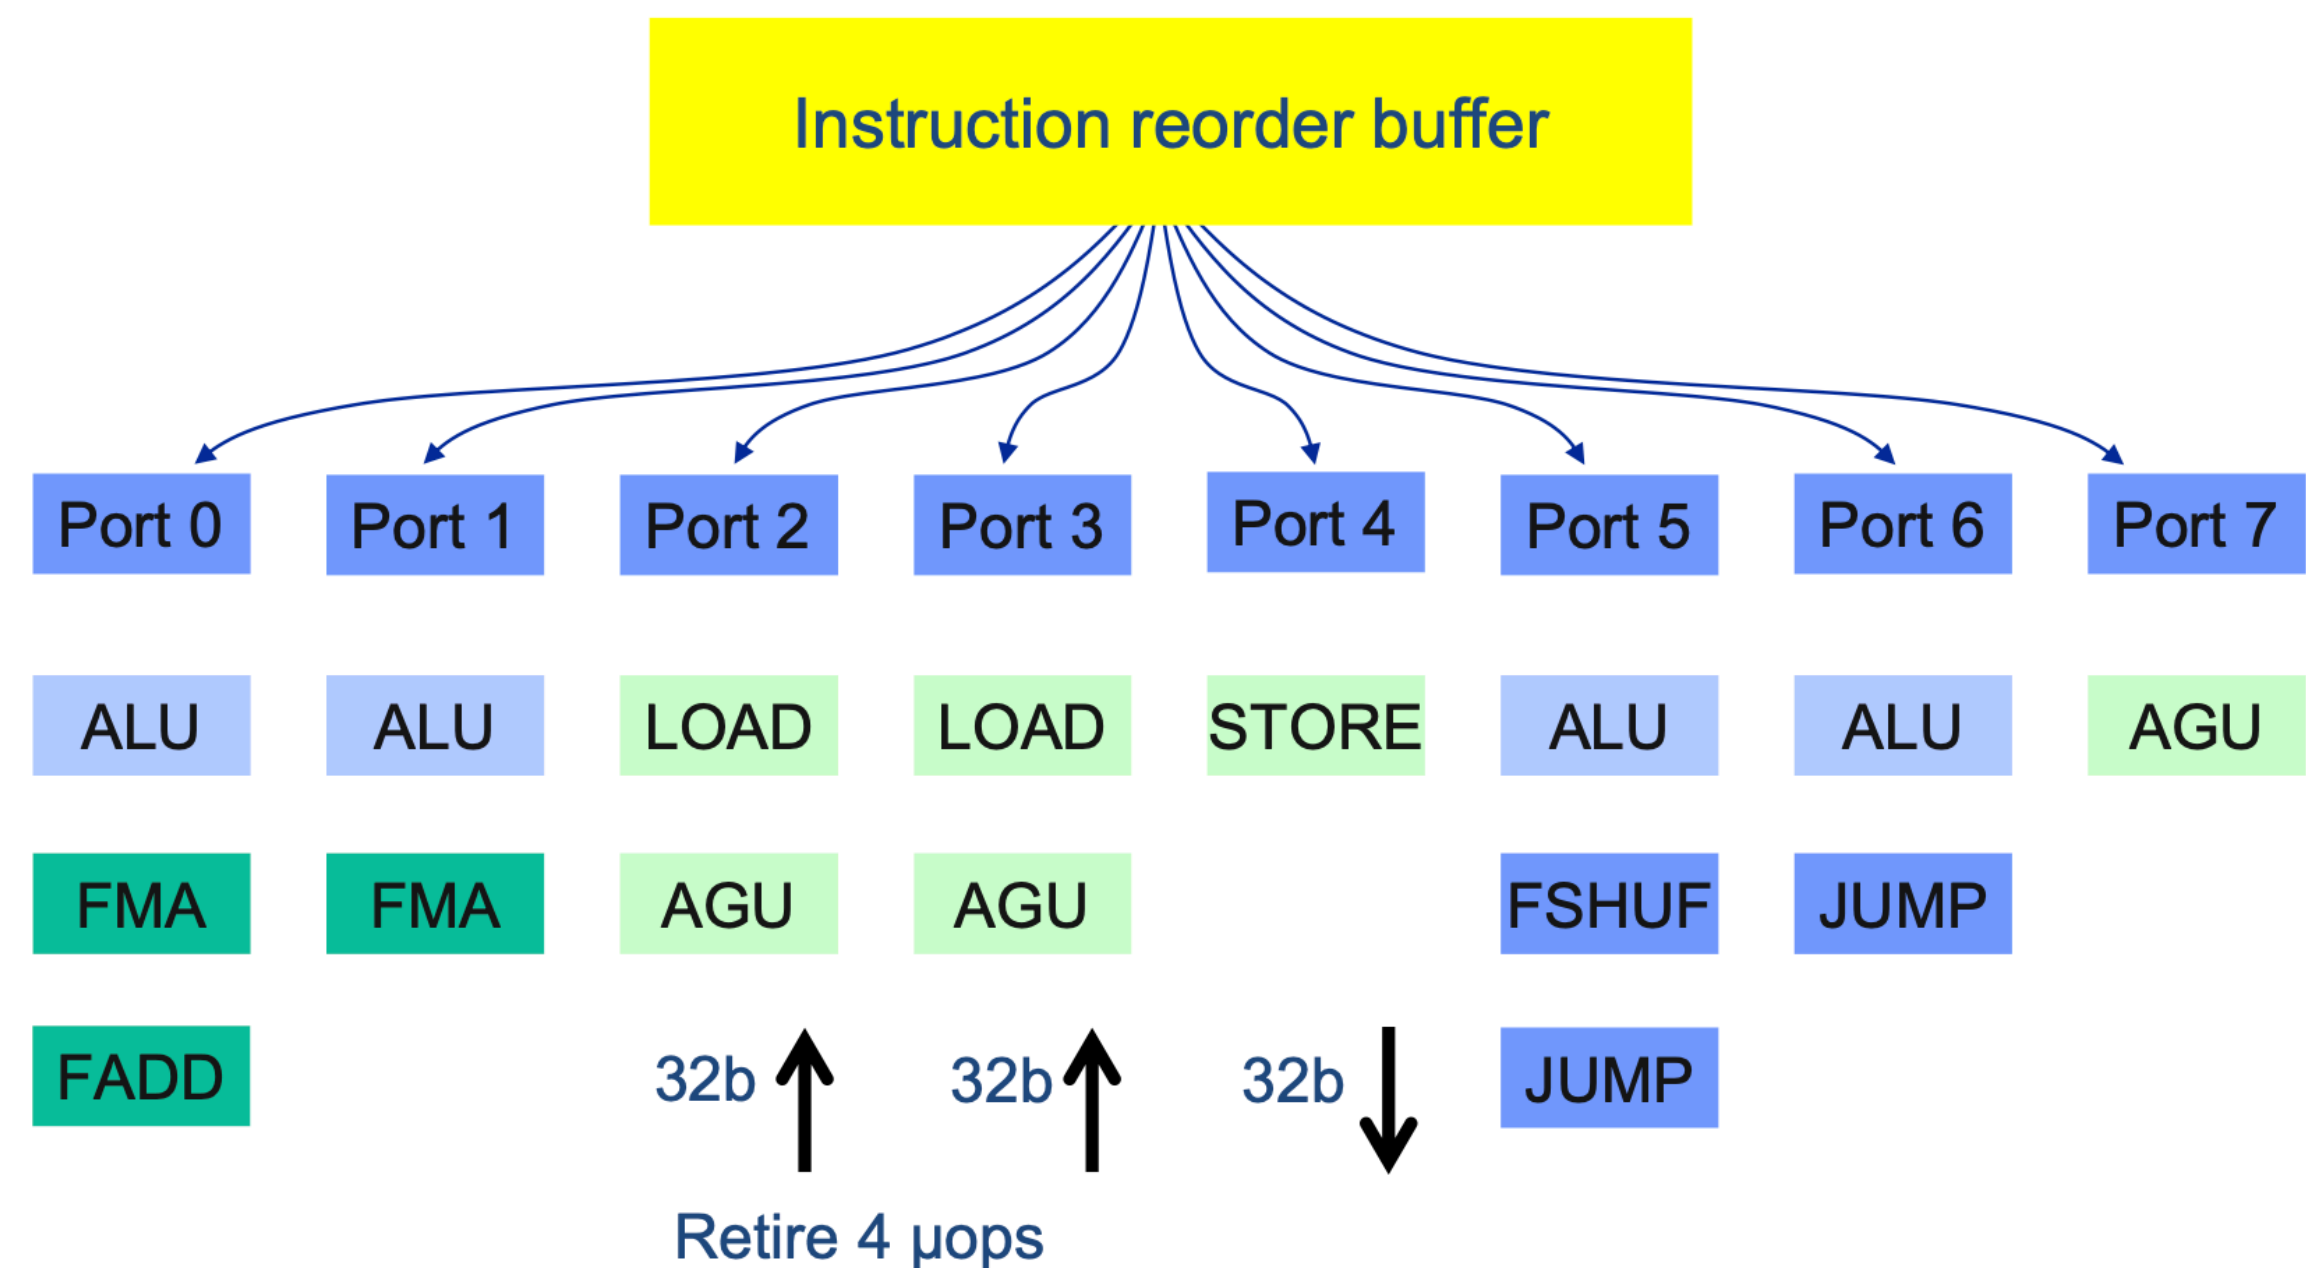 Instruction reorder buffer
Port 0 Port 1 Port 2 Port 3 Port 4 Port 5 Port 6 Port 7
ALU ALU LOAD LOAD STORE ALU ALU AGU
FMA FMA AGU AGU FSHUF JUMP
FADD 32b 32b 32b JUMP
Retire 4 µops